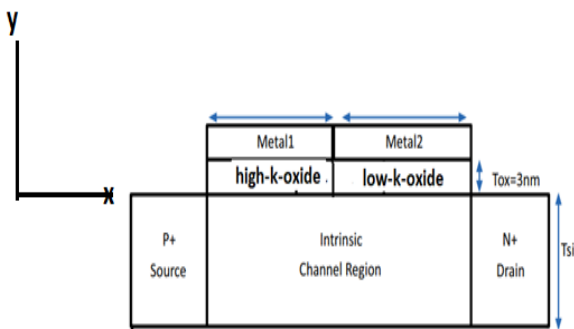 y
Metal1 Metal2
high-k-oxide low-k-oxide Tox=3nm
x
P+ Intrinsic N+
Source Channel Region Drain Tsi